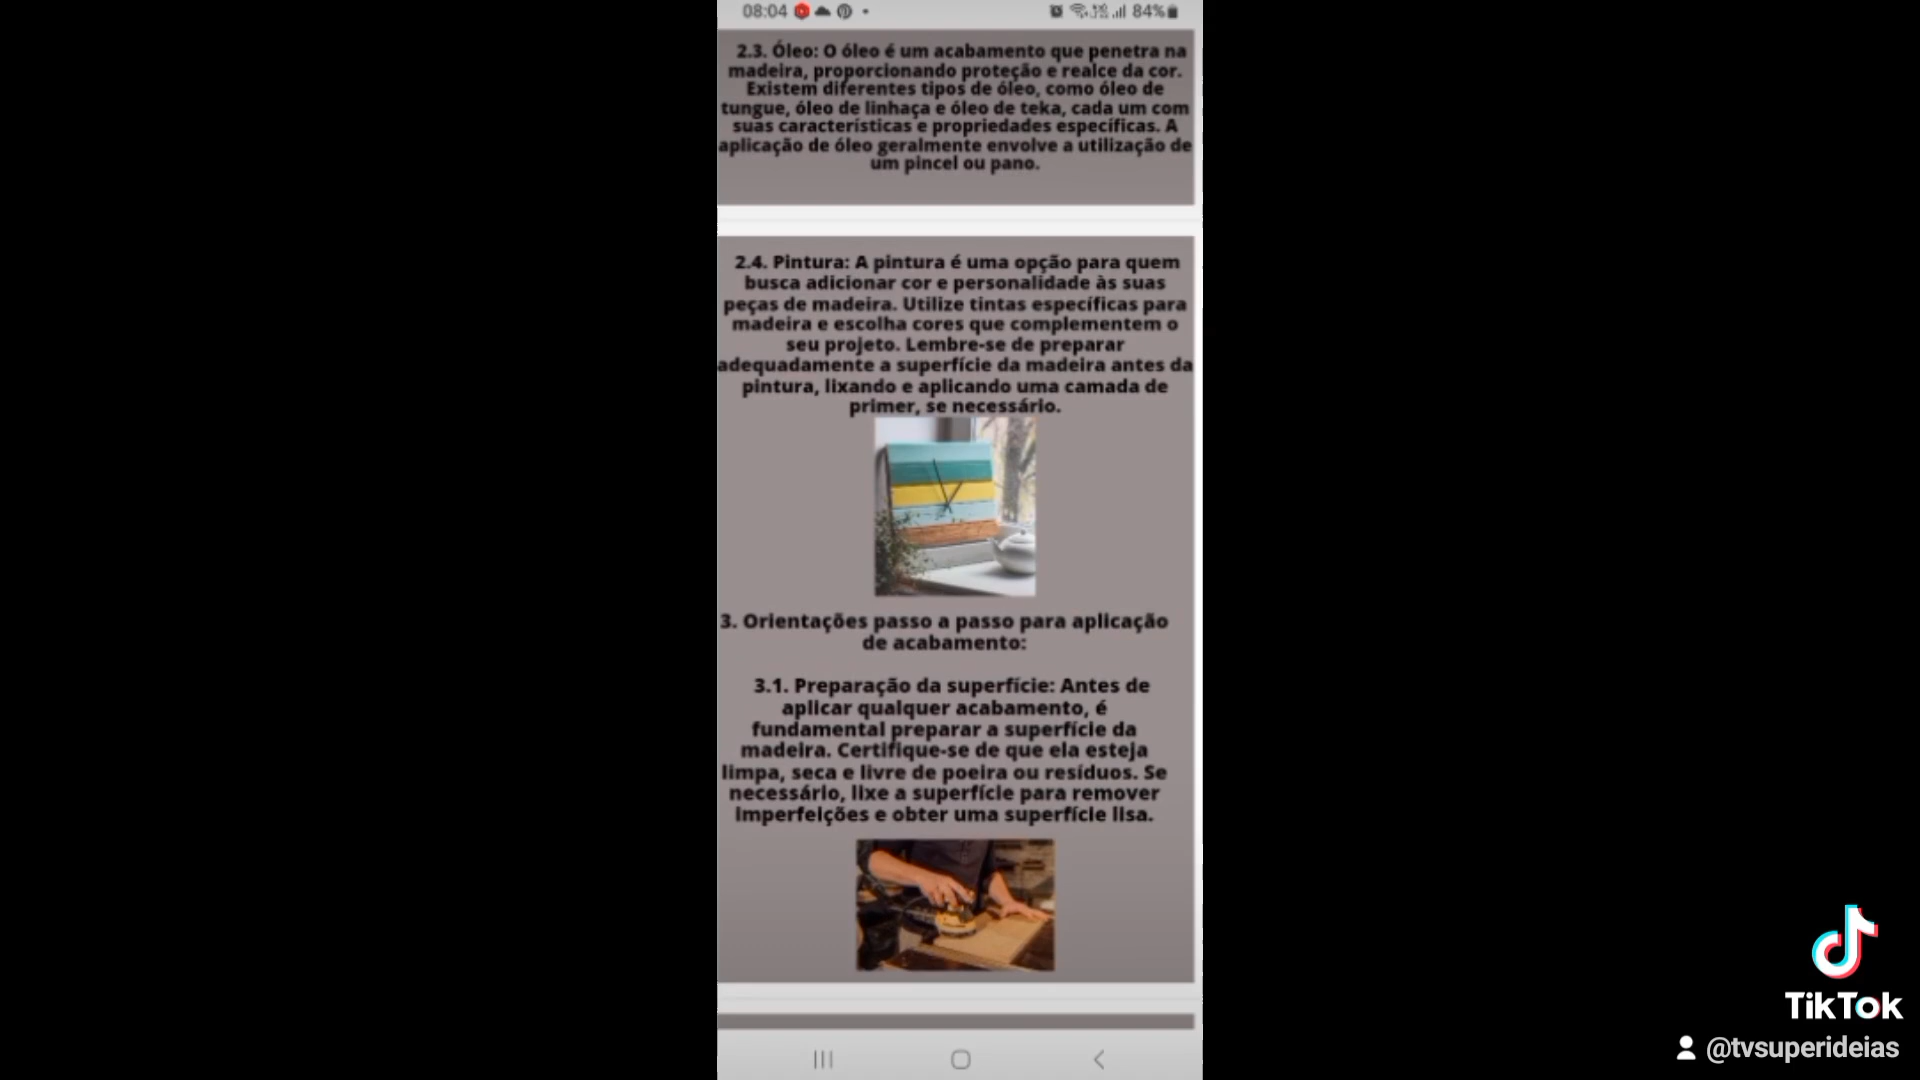 08:04
84%
2.3. Óleo: O óleo é um acabamento que penetra na
madeira, proporcionando proteção e realce da cor.
Existem diferentes tipos de óleo, como óleo de
tungue, óleo de linhaça e óleo de teka, cada um com
suas características e propriedades específicas. A
aplicação de óleo geralmente envolve a utilização de
um pincel ou pano.
2.4. Pintura: A pintura é uma opção para quem
busca adicionar cor e personalidade às suas
peças de madeira. Utilize tintas específicas para
madeira e escolha cores que complementem o
seu projeto. Lembre-se de preparar
adequadamente a superfície da madeira antes da
pintura, lixando e aplicando uma camada de
primer, se necessário.
3. Orientações passo a passo para aplicação
de acabamento:
3.1. Preparação da superfície: Antes de
aplicar qualquer acabamento, é
fundamental preparar a superfície da
madeira. Certifique-se de que ela esteja
limpa, seca e livre de poeira ou resíduos. Se
necessário, lixe a superfície para remover
imperfeições e obter uma superfície lisa.
TikTok
@tvsuperideias